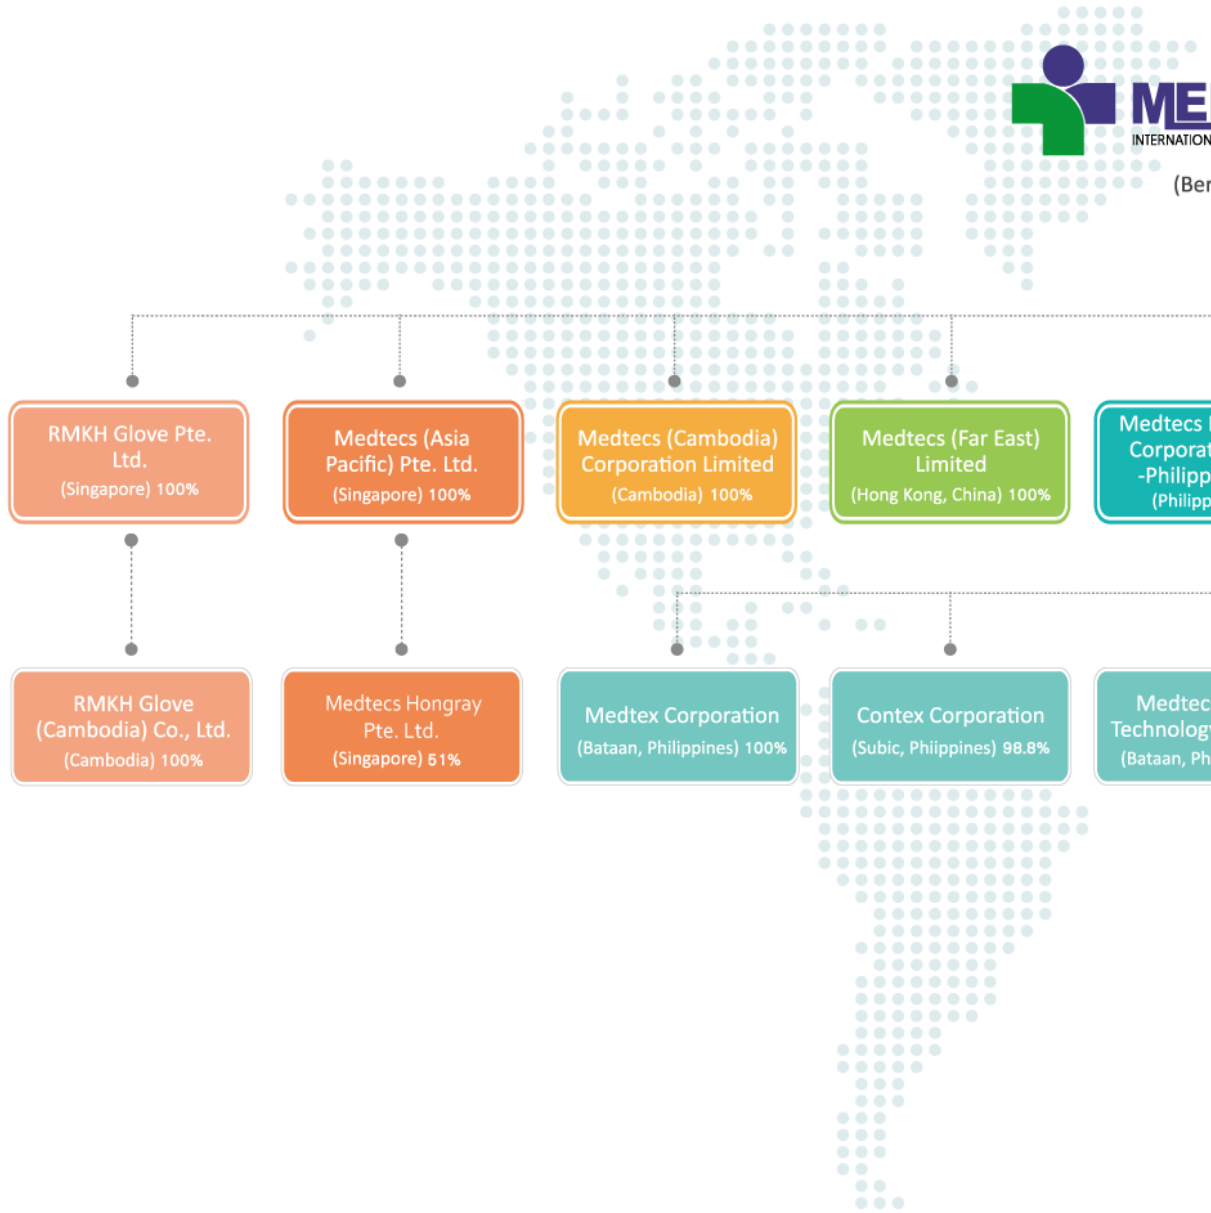 ME
INTERNATION
(Ber
RMKH Glove Pte.
Ltd.
(Singapore) 100%
Medtecs (Asia
Pacific) Pte. Ltd.
(Singapore) 100%
Medtecs (Cambodia)
Corporation Limited
(Cambodia) 100%
Medtecs (Far East)
Limited
(Hong Kong, China) 100%
Medtecs
Corporat
-Philipp
(Philipp
RMKH Glove
(Cambodia) Co., Ltd.
(Cambodia) 100%
Medtecs Hongray
Pte. Ltd.
(Singapore) 51%
Medtex Corporation
(Bataan, Philippines) 100%
Contex Corporation
(Subic, Phiippines) 98.8%
Medtec
Technology
(Bataan, Ph